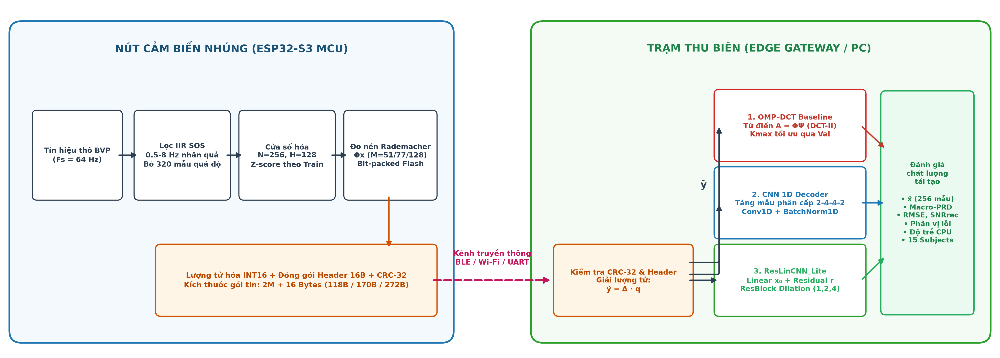 NÚT CẢM BIẾN NHÚNG (ESP32-S3 MCU)
Tín hiệu thô BVP
(Fs = 64 Hz)
Lọc IIR SOS
0.5-8 Hz nhân quả
Bỏ 320 mẫu quá độ
Cửa sổ hóa
N=256, H=128
Z-score theo Train
Đo nén Rademacher
Φx (M=51/77/128)
Bit-packed Flash
Lượng tử hóa INT16 + Đóng gói Header 16B + CRC-32
Kích thước gói tin: 2M + 16 Bytes (118B / 170B / 272B)
Kênh truyền thông
BLE / Wi-Fi / UART
TRẠM THU BIÊN (EDGE GATEWAY / PC)
Kiểm tra CRC-32 & Header
Giải lượng tử:
ỹ = Δ · q
ỹ
1. OMP–DCT Baseline
Từ điển A = ΦΨ (DCT-II)
Kmax tối ưu qua Val
2. CNN 1D Decoder
Tăng mẫu phân cấp 2-4-4-2
Conv1D + BatchNorm1D
3. ResLinCNN_Lite
Linear x₀ + Residual r
ResBlock Dilation (1,2,4)
Đánh giá
chất lượng
tái tạo
• x̂ (256 mẫu)
• Macro-PRD
• RMSE, SNRrec
• Phân vị lỗi
• Độ trễ CPU
• 15 Subjects